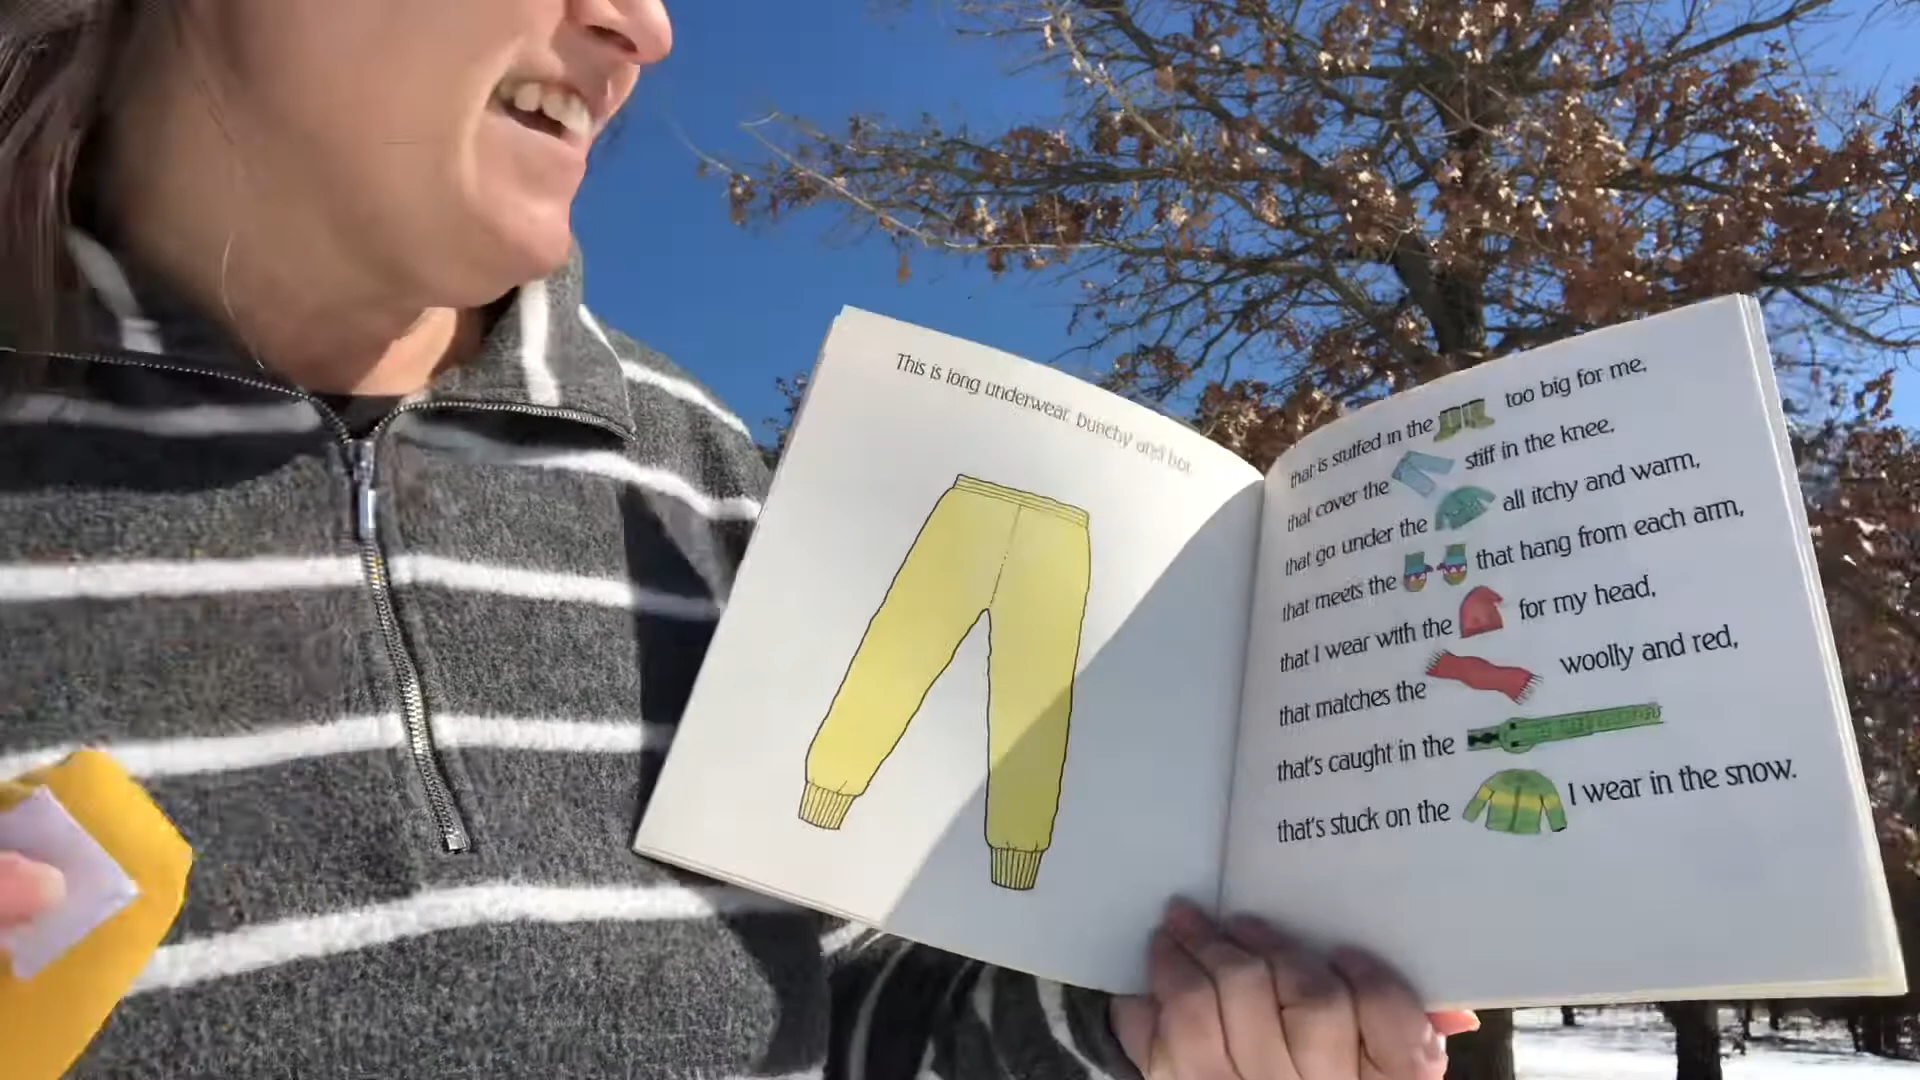 This is long underwear, bunchy and hot,
that is stuffed in the too big for me,
that cover the stiff in the knee,
that go under the all itchy and warm,
that meets the that hang from each arm,
that I wear with the for my head,
that matches the woolly and red,
that's caught in the
that's stuck on the I wear in the snow.